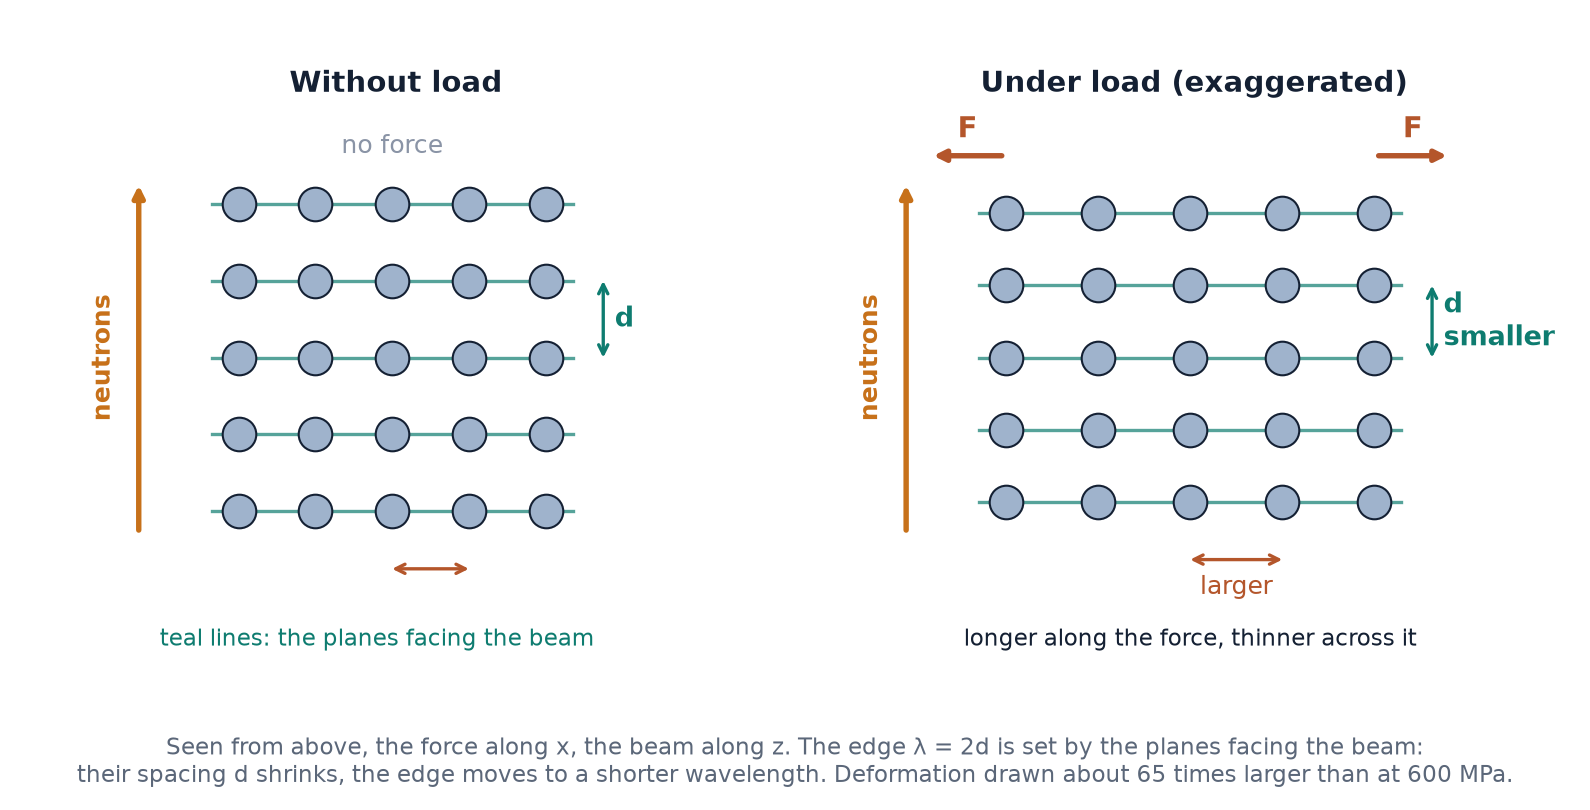 Without load
no force
neutrons
d
teal lines: the planes facing the beam
Under load (exaggerated)
F
F
neutrons
d
smaller
larger
longer along the force, thinner across it
Seen from above, the force along x, the beam along z. The edge λ = 2d is set by the planes facing the beam:
their spacing d shrinks, the edge moves to a shorter wavelength. Deformation drawn about 65 times larger than at 600 MPa.